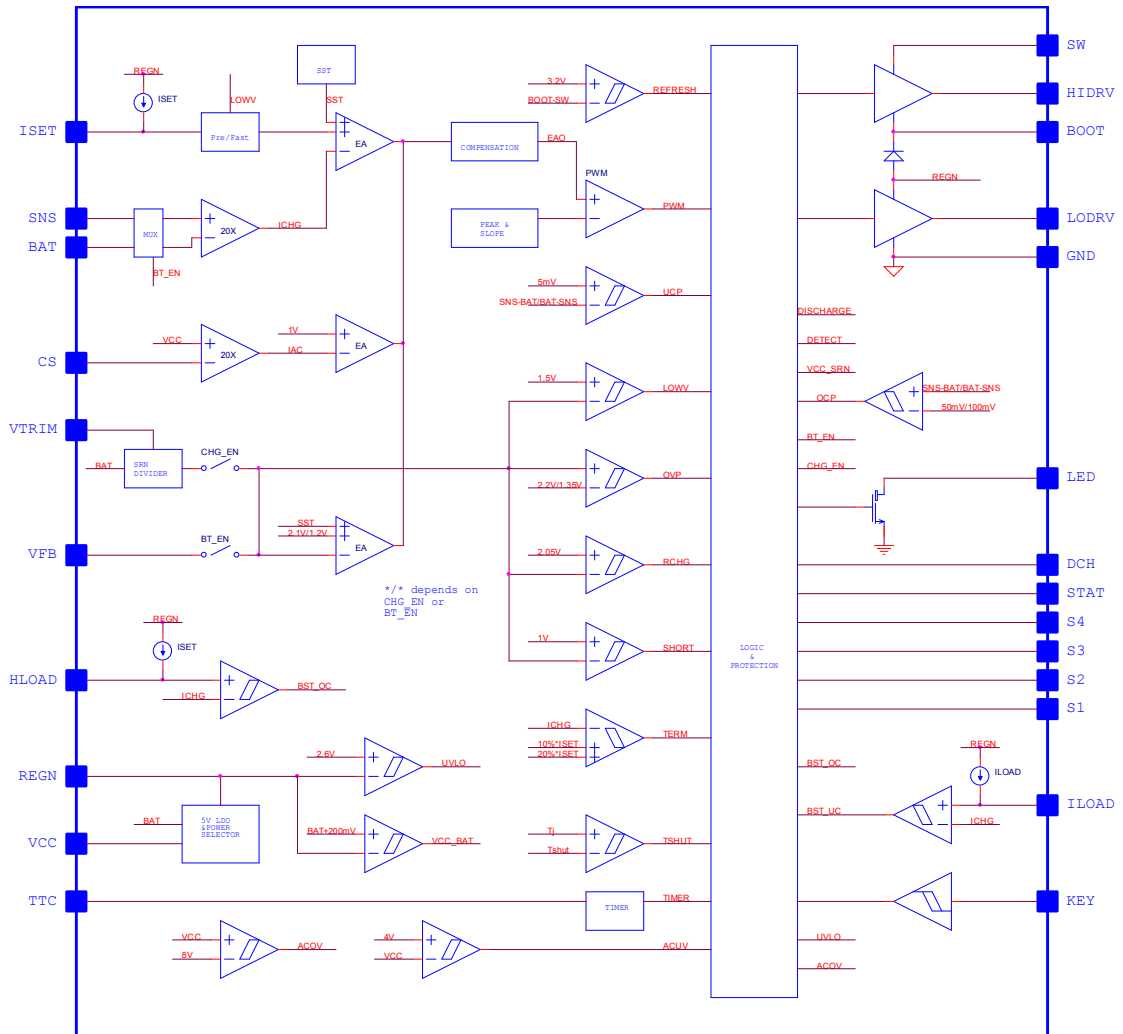 SW
REGN
SST
ISET
LOWV
SST
3.2V
BOOT-SW
REFRESH
HIDRV
ISET
Pre/Fast
EA
COMPENSATION
EAO
BOOT
PWM
REGN
SNS
BAT
MUX
20X
ICHG
PEAK &
SLOPE
PWM
LODRV
BT_EN
GND
5mV
SNS-BAT/BAT-SNS
UCP
DISCHARGE
CS
VCC
20X
IAC
1V
EA
DETECT
VCC_SRN
1.5V
LOWV
OCP
SNS-BAT/BAT-SNS
50mV/100mV
VTRIM
BAT
SRN
DIVIDER
CHG_EN
BT_EN
CHG_EN
2.2V/1.35V
OVP
LED
VFB
BT_EN
SST
2.1V/1.2V
EA
2.05V
RCHG
DCH
*/* depends on
CHG_EN or
BT_EN
STAT
S4
REGN
ISET
1V
SHORT
LOGIC
&
PROTECTION
S3
HLOAD
ICHG
BST_OC
S2
S1
ICHG
10%*ISET
20%*ISET
TERM
REGN
REGN
2.6V
UVLO
BST_OC
ILOAD
BAT
5V LDO
&POWER
SELECTOR
BST_UC
ICHG
ILOAD
VCC
BAT+200mV
VCC_BAT
Tj
Tshut
TSHUT
TTC
TIMER
TIMER
KEY
VCC
8V
ACOV
4V
VCC
ACUV
UVLO
ACOV